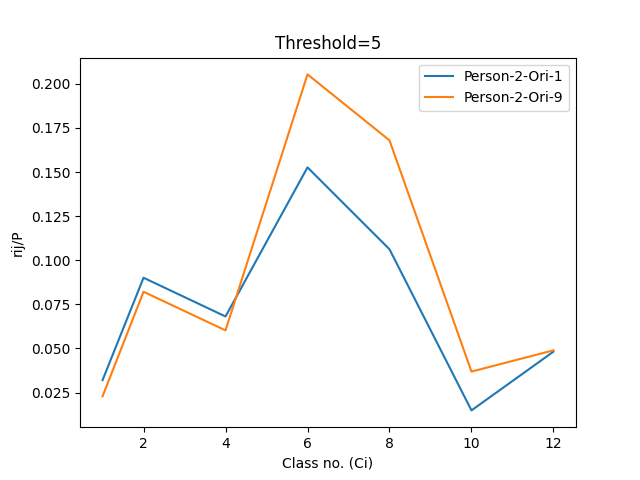 Threshold=5
Person-2-Ori-1
Person-2-Ori-9
0.200
0.175
0.150
0.125
0.100
0.075
0.050
0.025
rij/P
2 4 6 8 10 12
Class no. (Ci)